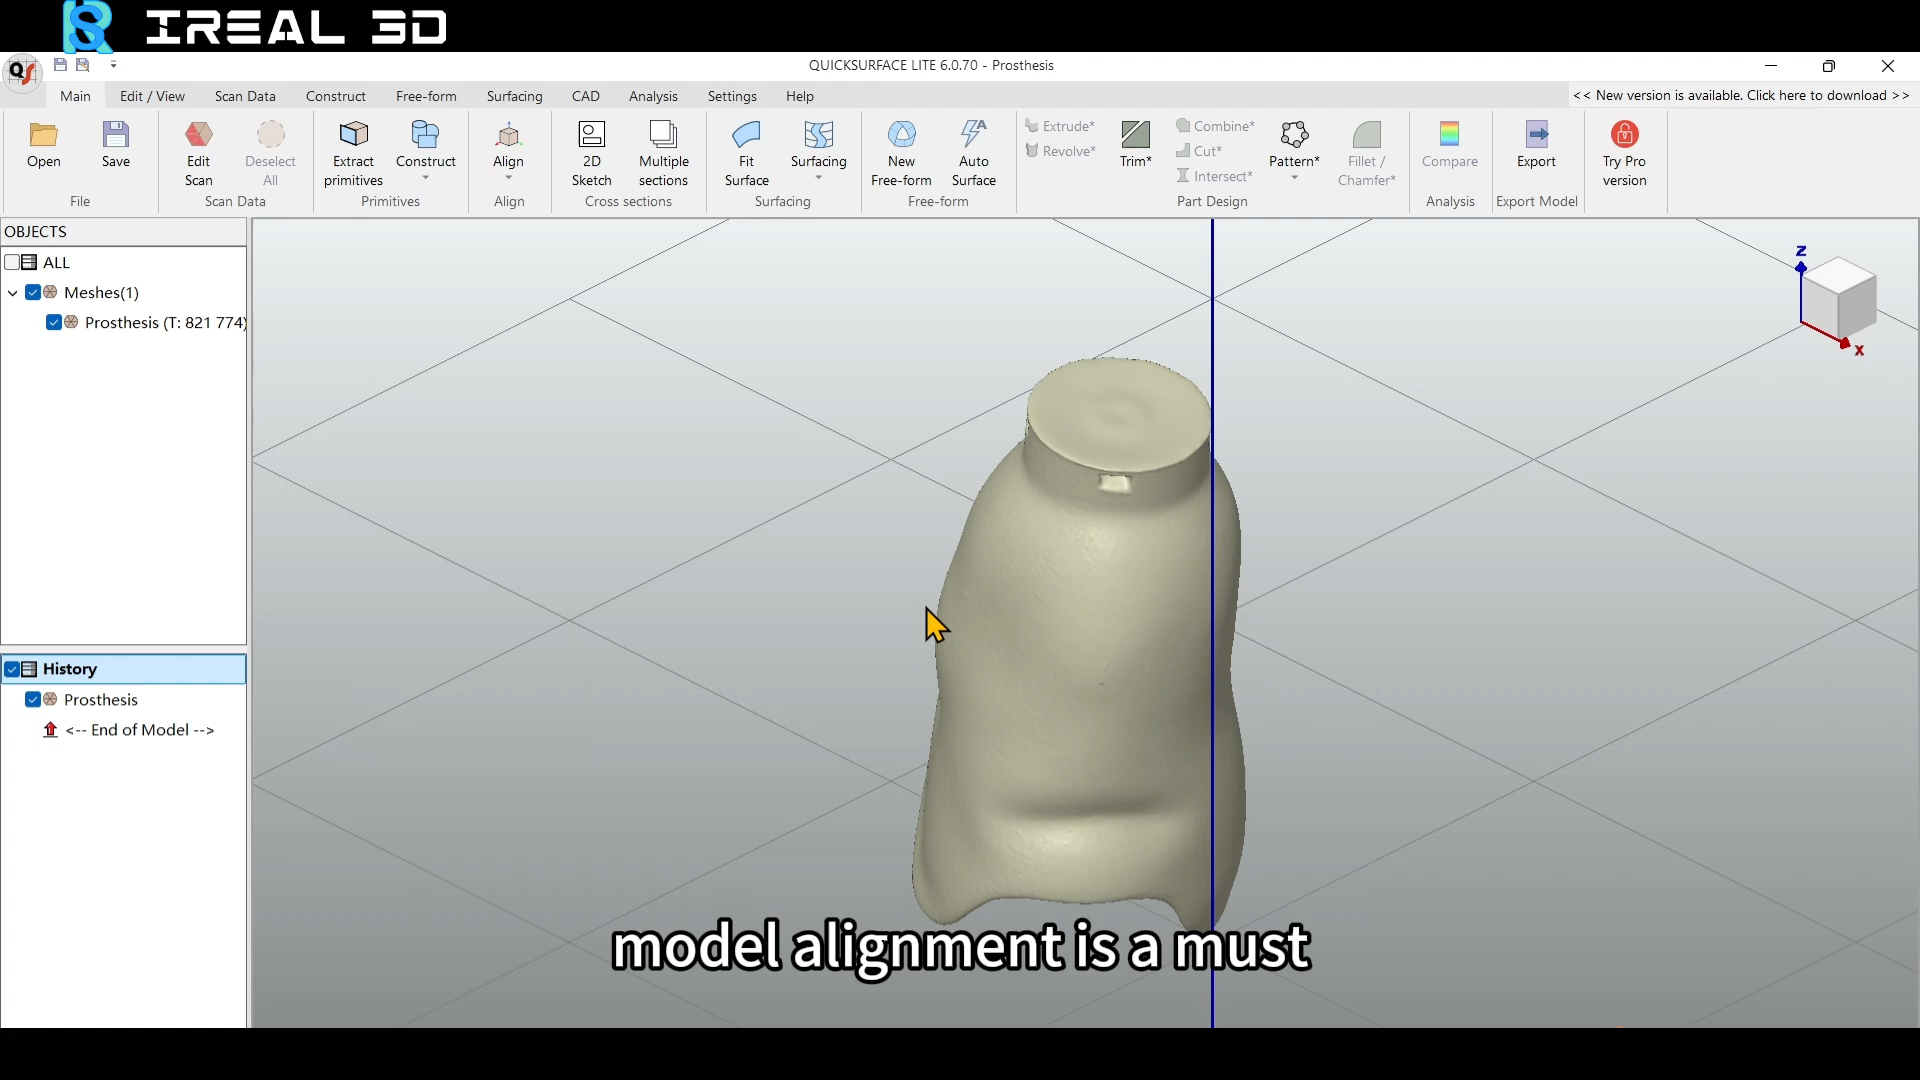 IREAL 3D
QUICKSURFACE LITE 6.0.70 - Prosthesis
Main Edit / View Scan Data Construct Free-form Surfacing CAD Analysis Settings Help << New version is available. Click here to download >>
Open Save
File
Edit Scan Deselect All
Scan Data
Extract primitives Construct
Primitives
Align
Align
2D Sketch Multiple sections
Cross sections
Fit Surface Surfacing
Surfacing
New Free-form Auto Surface
Free-form
Extrude* Revolve* Trim* Combine* Cut* Intersect* Pattern* Fillet / Chamfer*
Part Design
Compare
Analysis
Export
Export Model
Try Pro version
OBJECTS
ALL
Meshes(1)
Prosthesis (T: 821 774)
History
Prosthesis
<-- End of Model -->
Z
X
model alignment is a must